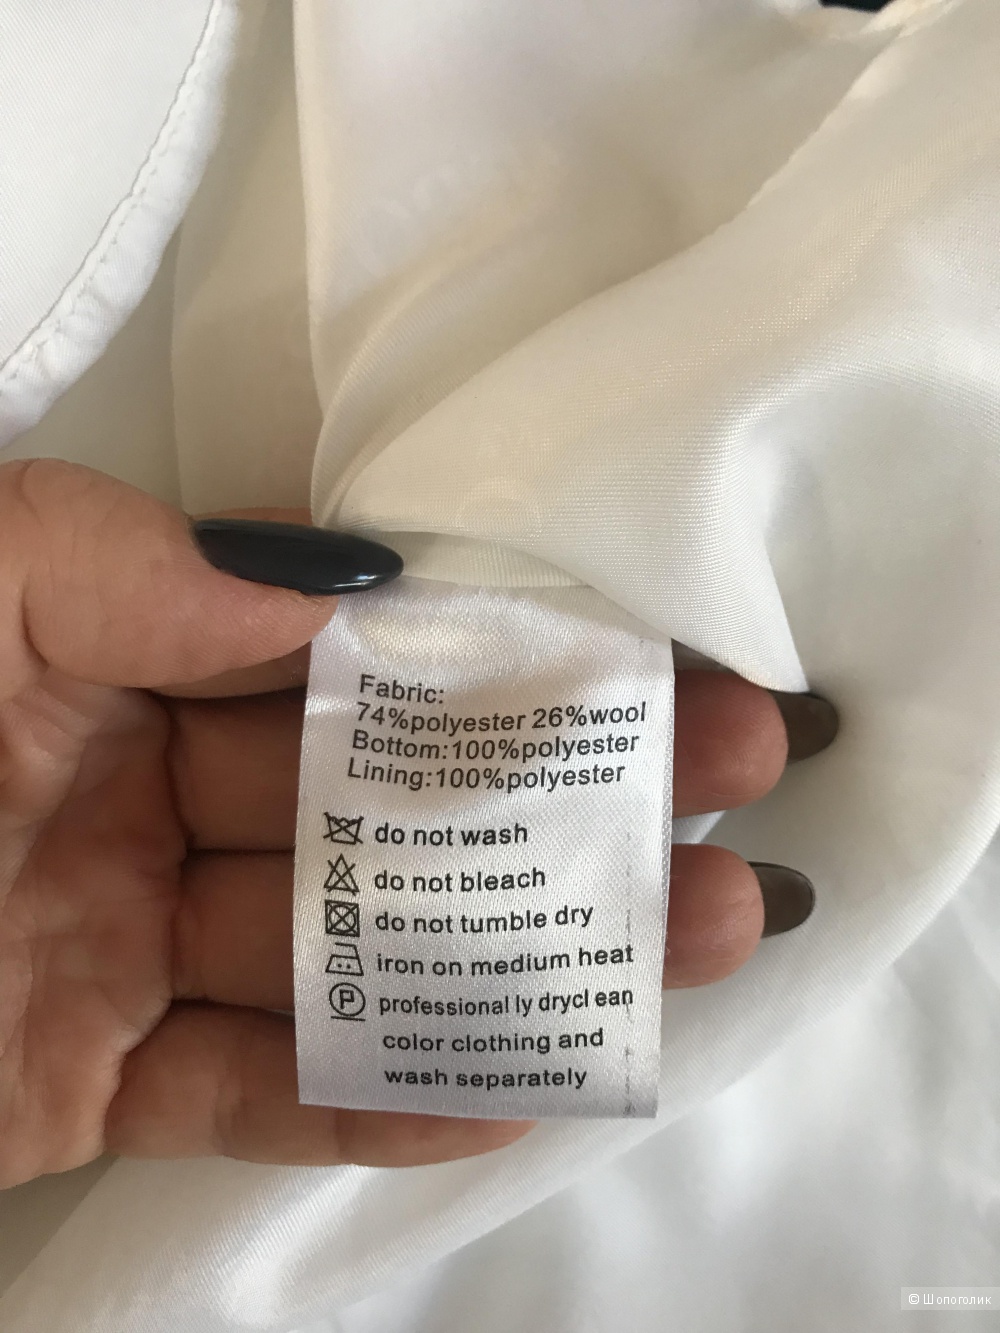 Fabric:
74%polyester 26%wool
Bottom:100%polyester
Lining:100%polyester
do not wash
do not bleach
do not tumble dry
iron on medium heat
P professional ly drycl ean
color clothing and
wash separately
© Шопоголик